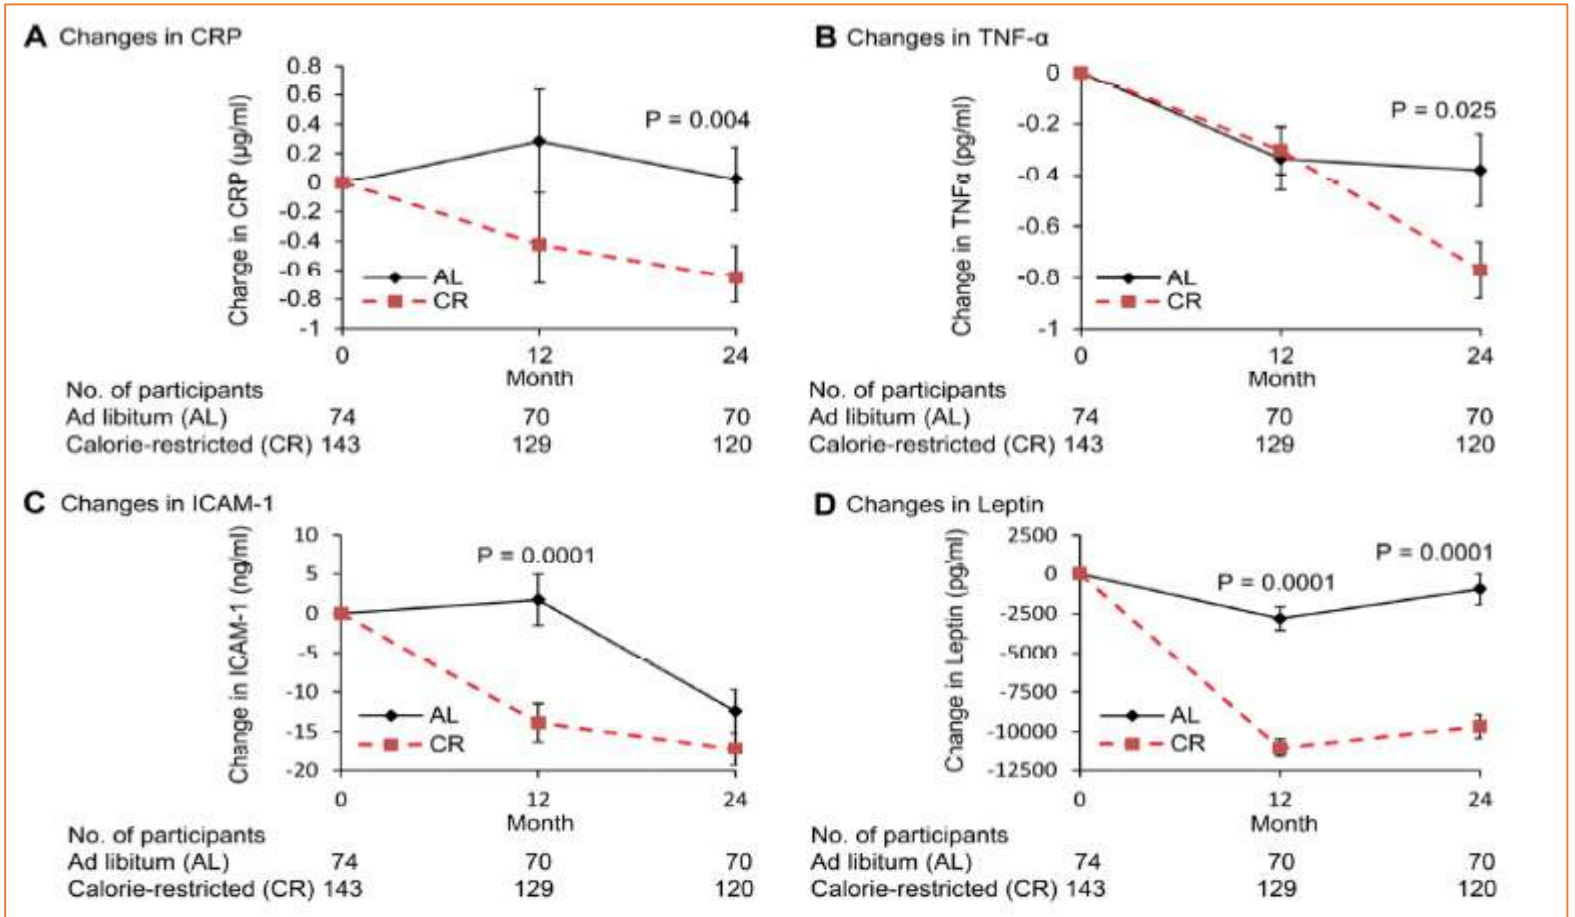 A Changes in CRP
0.8
0.6
0.4
0.2
0
-0.2
-0.4
-0.6
-0.8
-1
Change in CRP (µg/ml)
P = 0.004
AL
CR
0 12 24
Month
No. of participants
Ad libitum (AL) 74 70 70
Calorie-restricted (CR) 143 129 120
B Changes in TNF-α
0
-0.2
-0.4
-0.6
-0.8
-1
Change in TNFα (pg/ml)
P = 0.025
AL
CR
0 12 24
Month
No. of participants
Ad libitum (AL) 74 70 70
Calorie-restricted (CR) 143 129 120
C Changes in ICAM-1
10
5
0
-5
-10
-15
-20
Change in ICAM-1 (ng/ml)
P = 0.0001
AL
CR
0 12 24
Month
No. of participants
Ad libitum (AL) 74 70 70
Calorie-restricted (CR) 143 129 120
D Changes in Leptin
2500
0
-2500
-5000
-7500
-10000
-12500
Change in Leptin (pg/ml)
P = 0.0001
P = 0.0001
AL
CR
0 12 24
Month
No. of participants
Ad libitum (AL) 74 70 70
Calorie-restricted (CR) 143 129 120